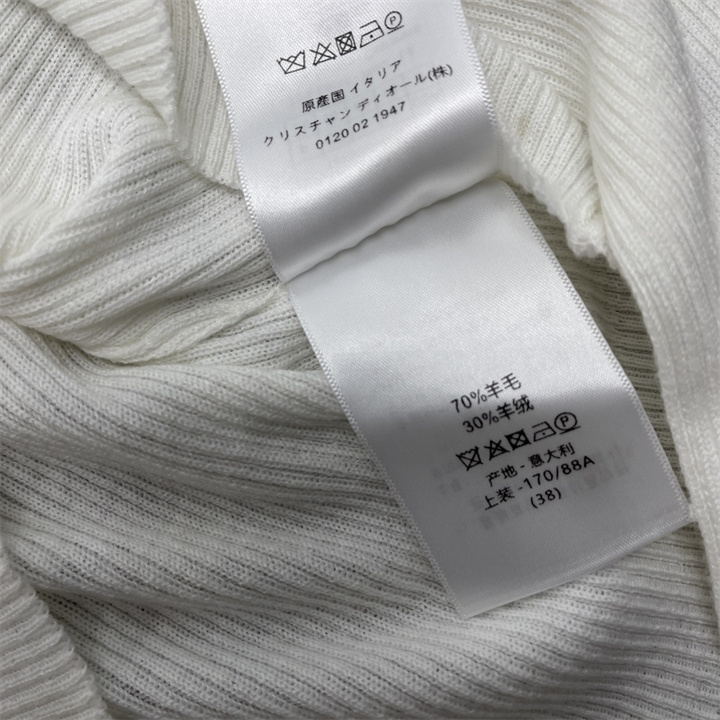 原産国 イタリア
クリスチャン ディオール(株)
0120 02 1947
70%羊毛
30%羊绒
产地 - 意大利
上装 -170/88A
(38)